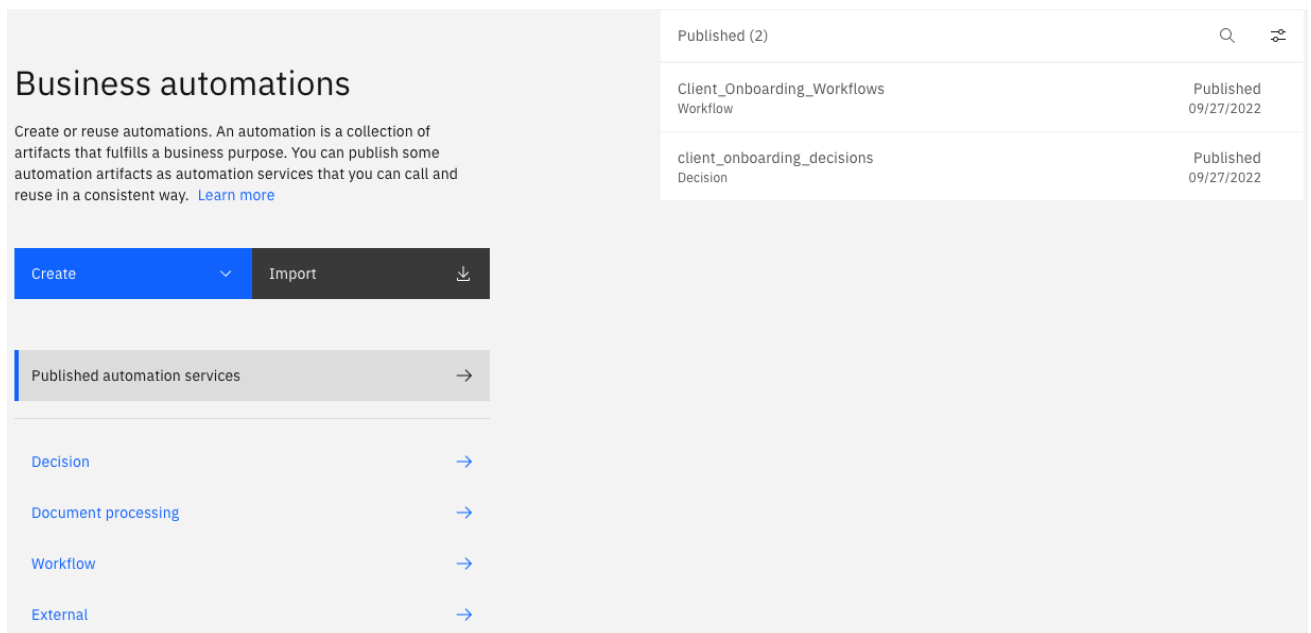 Business automations
Create or reuse automations. An automation is a collection of
artifacts that fulfills a business purpose. You can publish some
automation artifacts as automation services that you can call and
reuse in a consistent way. Learn more
Create
Import
Published automation services
Decision
Document processing
Workflow
External
Published (2)
Client_Onboarding_Workflows Published
Workflow 09/27/2022
client_onboarding_decisions Published
Decision 09/27/2022